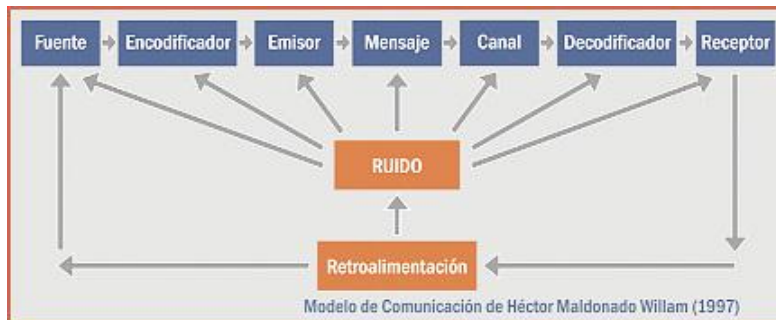 Fuente
Encodificador
Emisor
Mensaje
Canal
Decodificador
Receptor
RUIDO
Retroalimentación
Modelo de Comunicación de Héctor Maldonado Willam (1997)